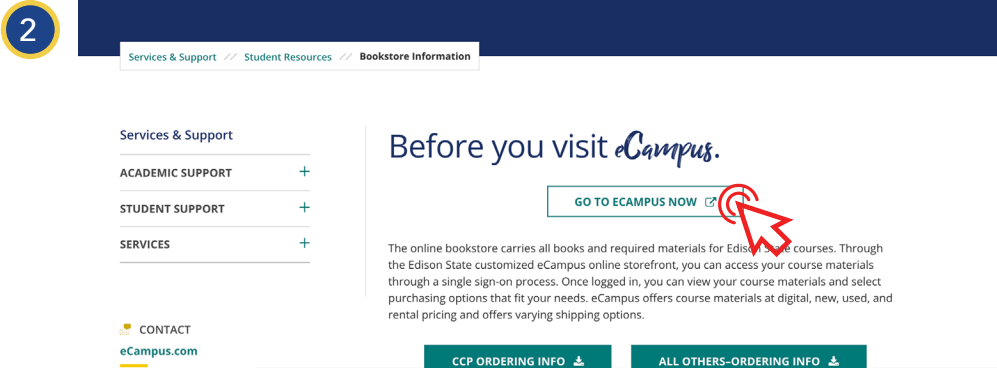 2
Services & Support // Student Resources // Bookstore Information
Services & Support
ACADEMIC SUPPORT +
STUDENT SUPPORT +
SERVICES +
CONTACT
eCampus.com
Before you visit eCampus.
GO TO ECAMPUS NOW
The online bookstore carries all books and required materials for Edison State courses. Through
the Edison State customized eCampus online storefront, you can access your course materials
through a single sign-on process. Once logged in, you can view your course materials and select
purchasing options that fit your needs. eCampus offers course materials at digital, new, used, and
rental pricing and offers varying shipping options.
CCP ORDERING INFO
ALL OTHERS–ORDERING INFO